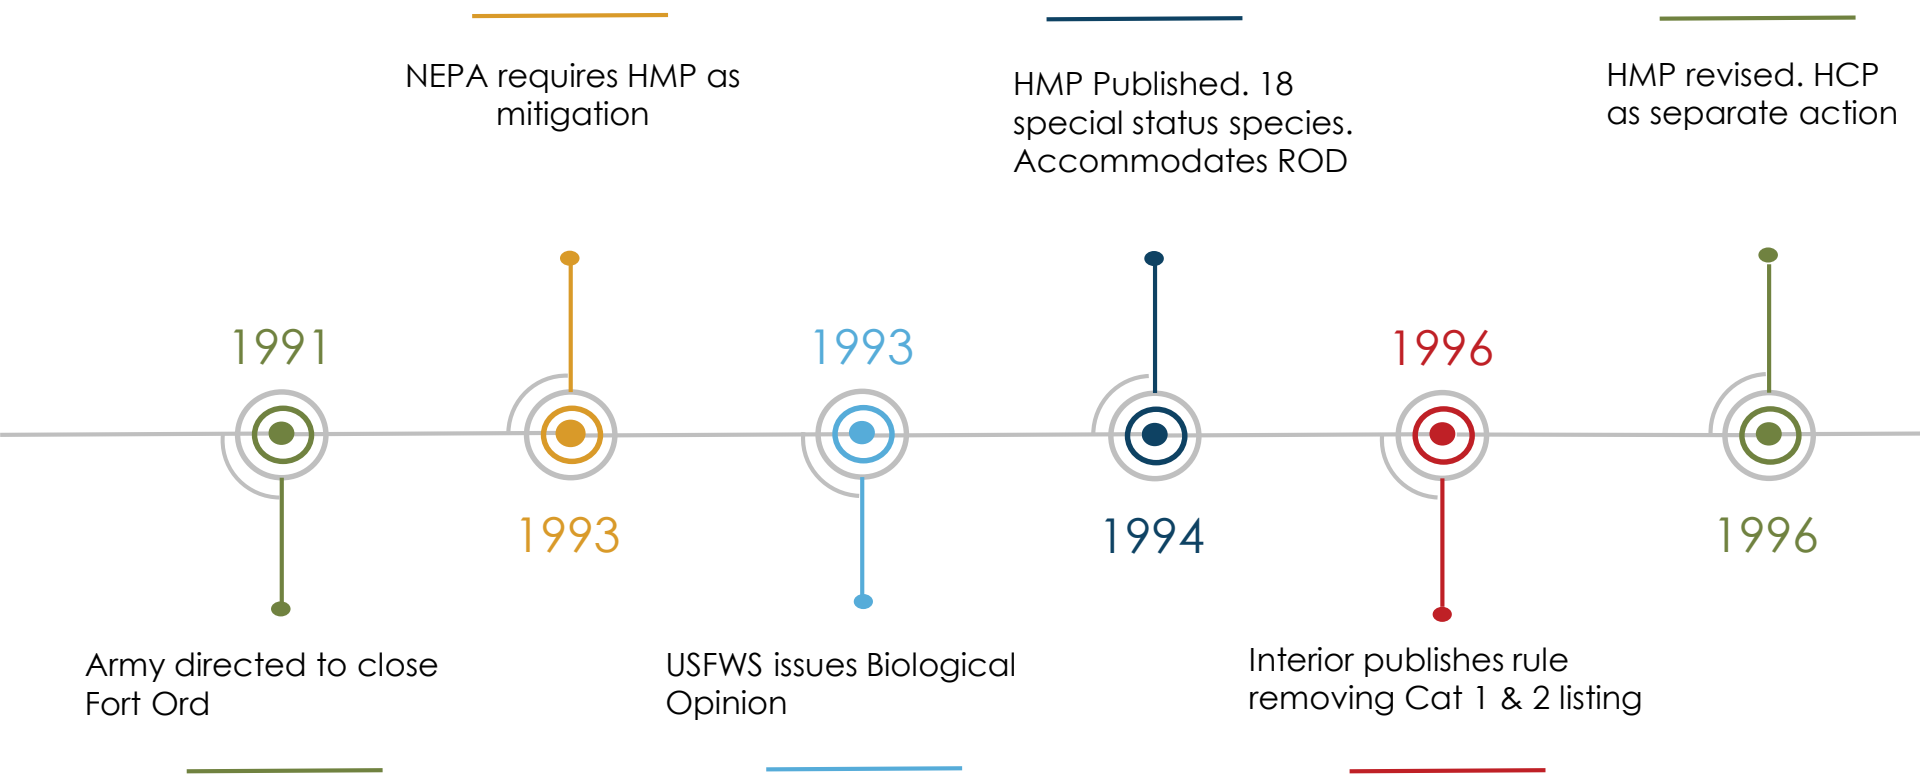 NEPA requires HMP as
mitigation
HMP Published. 18
special status species.
Accommodates ROD
HMP revised. HCP
as separate action
1991
1993
1996
1993
1994
1996
Army directed to close
Fort Ord
USFWS issues Biological
Opinion
Interior publishes rule
removing Cat 1 & 2 listing